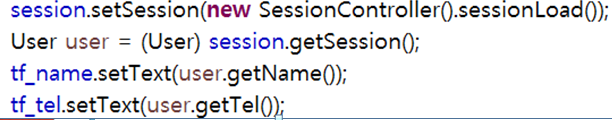 session.setSession(new SessionController().sessionLoad());
User user = (User) session.getSession();
tf_name.setText(user.getName());
tf_tel.setText(user.getTel());